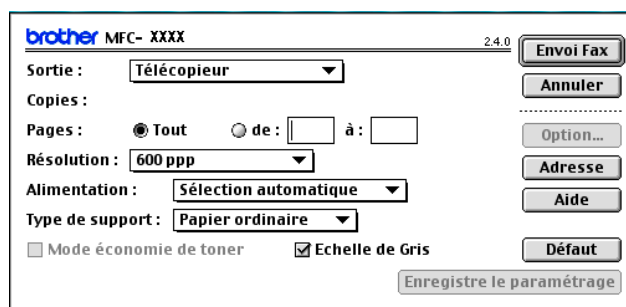 brother MFC- XXXX 2.4.0
Envoi Fax
Sortie : Télécopieur
Annuler
Copies :
Pages : Tout de : à :
Option...
Résolution : 600 ppp
Adresse
Alimentation : Sélection automatique
Aide
Type de support : Papier ordinaire
Mode économie de toner Echelle de Gris
Défaut
Enregistre le paramétrage